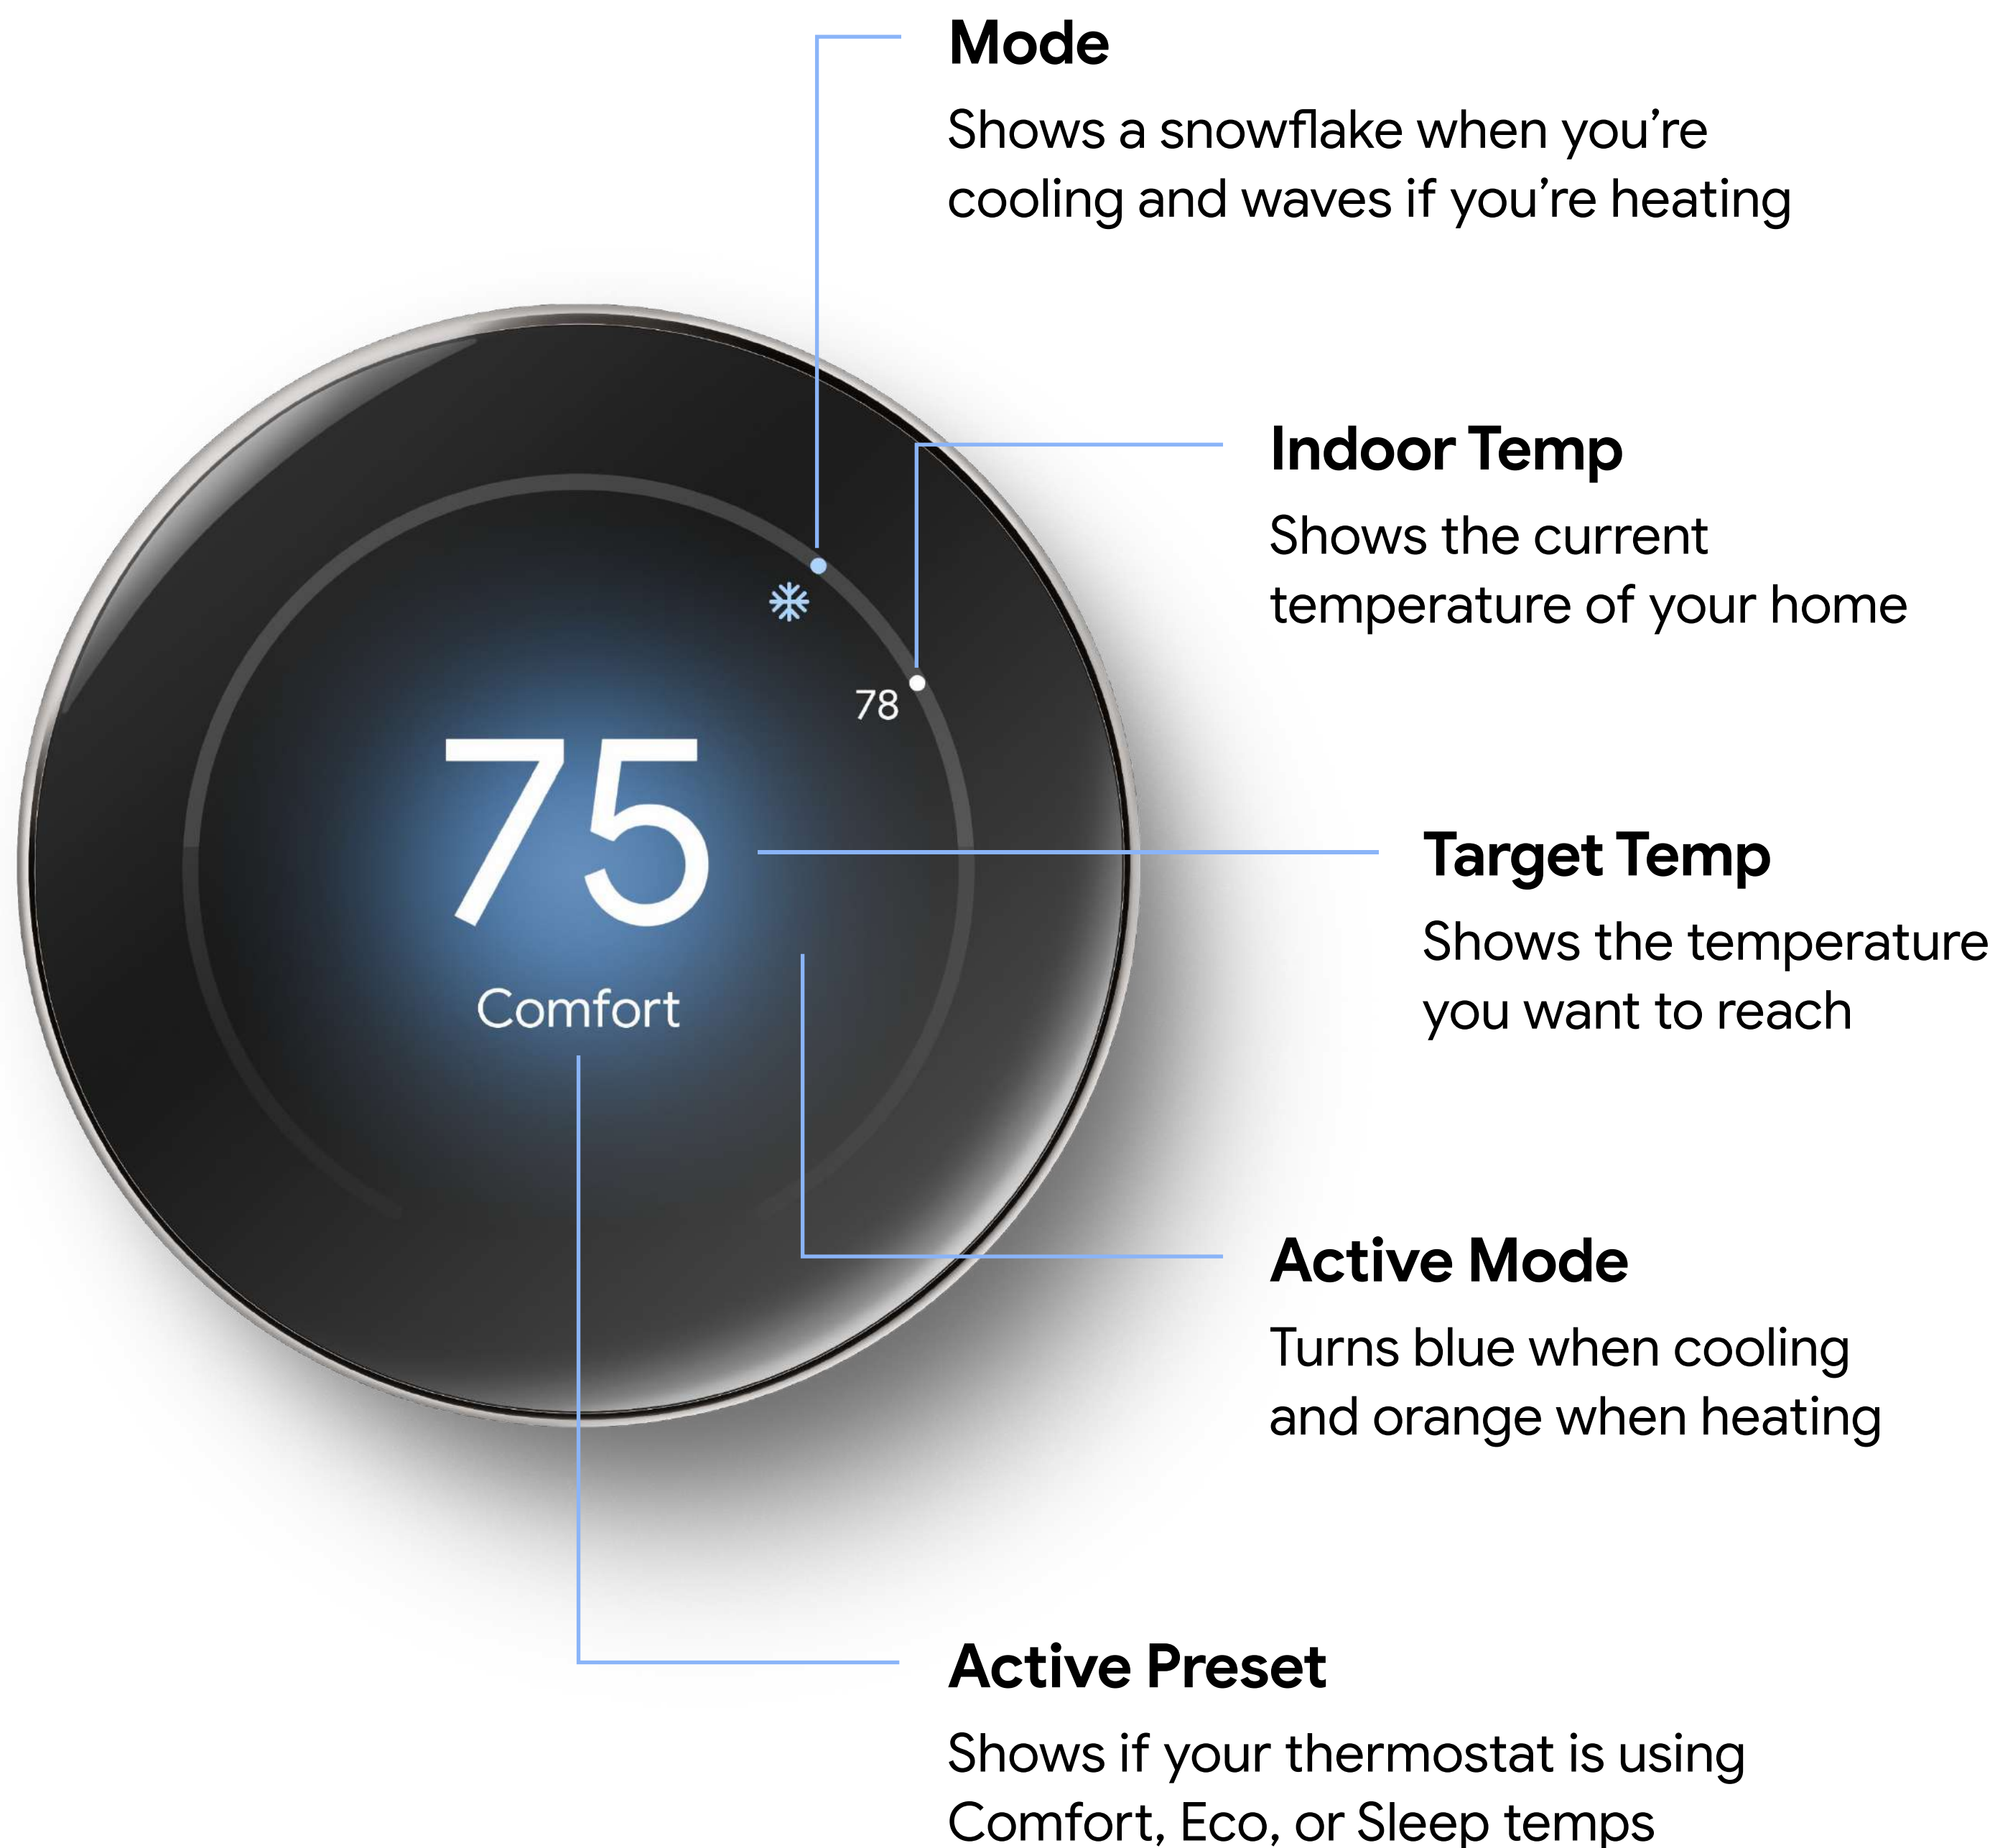 Mode
Shows a snowflake when you’re
cooling and waves if you’re heating
Indoor Temp
Shows the current
temperature of your home
78
75
Comfort
Target Temp
Shows the temperature
you want to reach
Active Mode
Turns blue when cooling
and orange when heating
Active Preset
Shows if your thermostat is using
Comfort, Eco, or Sleep temps